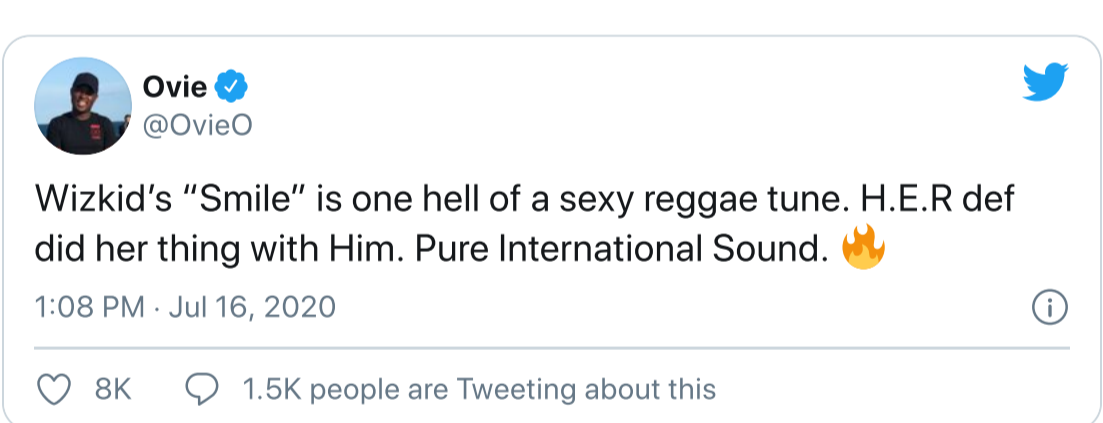 Ovie
@OvieO
Wizkid’s “Smile” is one hell of a sexy reggae tune. H.E.R def
did her thing with Him. Pure International Sound. 🔥
1:08 PM · Jul 16, 2020
8K 1.5K people are Tweeting about this